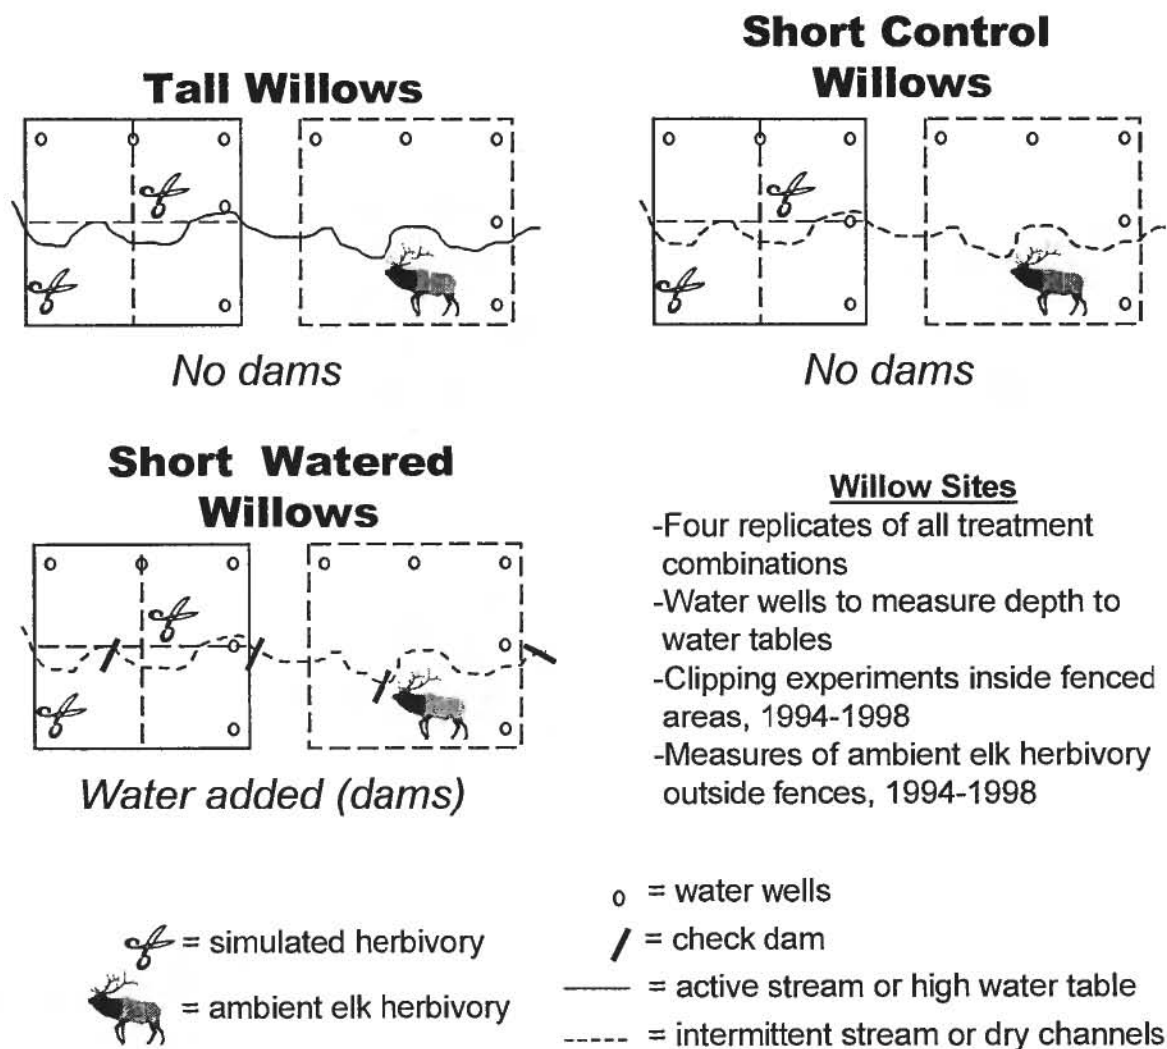 Tall Willows
No dams
Short Control
Willows
No dams
Short Watered
Willows
Water added (dams)
Willow Sites
-Four replicates of all treatment
combinations
-Water wells to measure depth to
water tables
-Clipping experiments inside fenced
areas, 1994-1998
-Measures of ambient elk herbivory
outside fences, 1994-1998
= simulated herbivory
= ambient elk herbivory
= water wells
= check dam
= active stream or high water table
= intermittent stream or dry channels